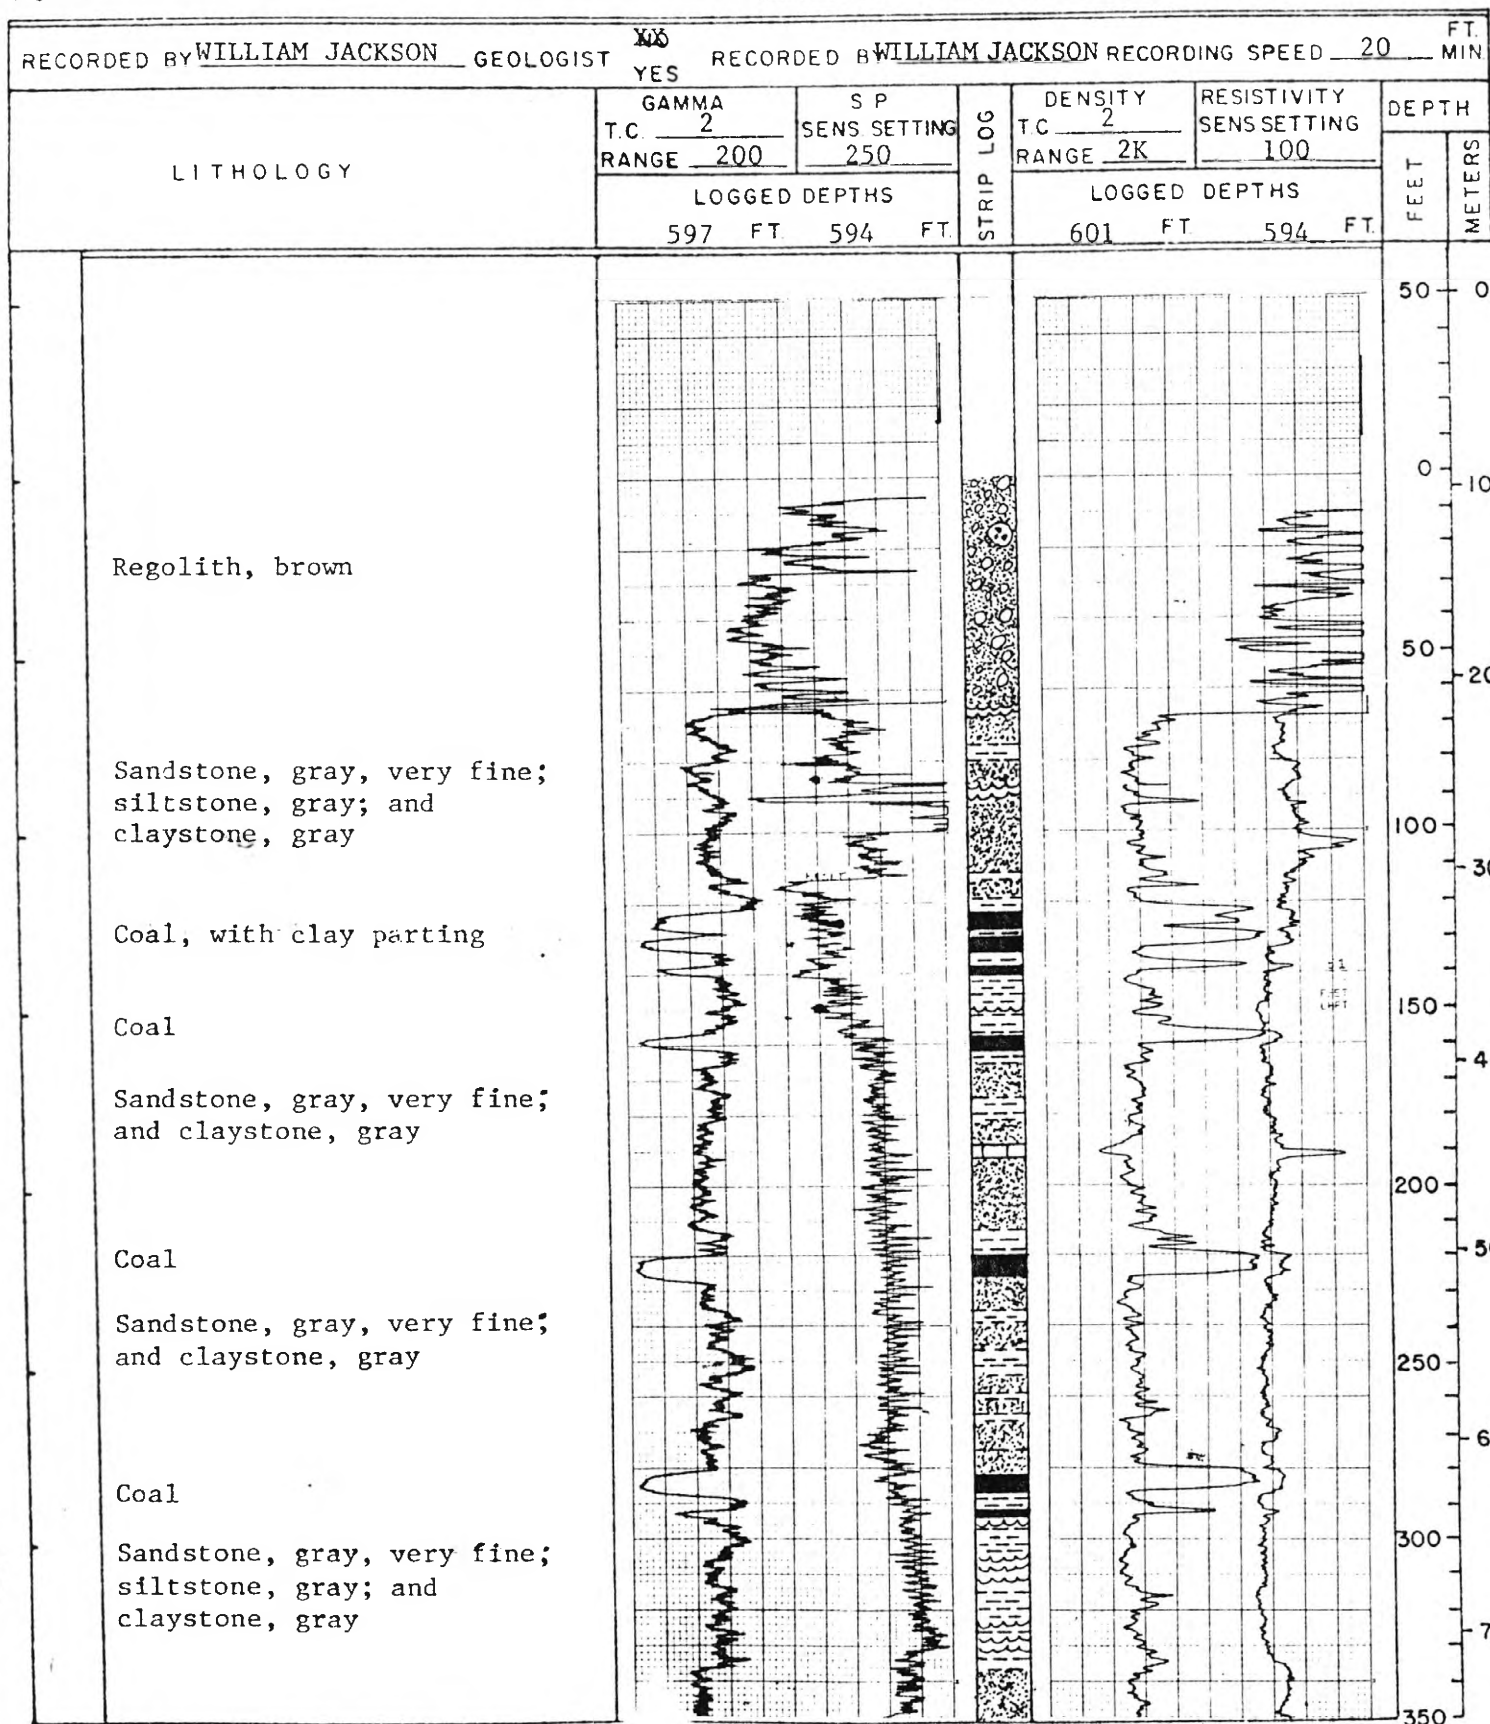 RECORDED BY WILLIAM JACKSON GEOLOGIST YES RECORDED BY WILLIAM JACKSON RECORDING SPEED 20 FT. MIN
LITHOLOGY
GAMMA
T.C. 2
RANGE 200
S P
SENS. SETTING
250
LOGGED DEPTHS
597 FT. 594 FT.
STRIP LOG
DENSITY
T.C 2
RANGE 2K
RESISTIVITY
SENS SETTING
100
LOGGED DEPTHS
601 FT. 594 FT.
DEPTH
FEET
METERS
50 0
0
10
Regolith, brown
50
20
Sandstone, gray, very fine;
siltstone, gray; and
claystone, gray
100
30
Coal, with clay parting
Coal
150
4
Sandstone, gray, very fine;
and claystone, gray
200
Coal
50
Sandstone, gray, very fine;
and claystone, gray
250
6
Coal
300
Sandstone, gray, very fine;
siltstone, gray; and
claystone, gray
7
350